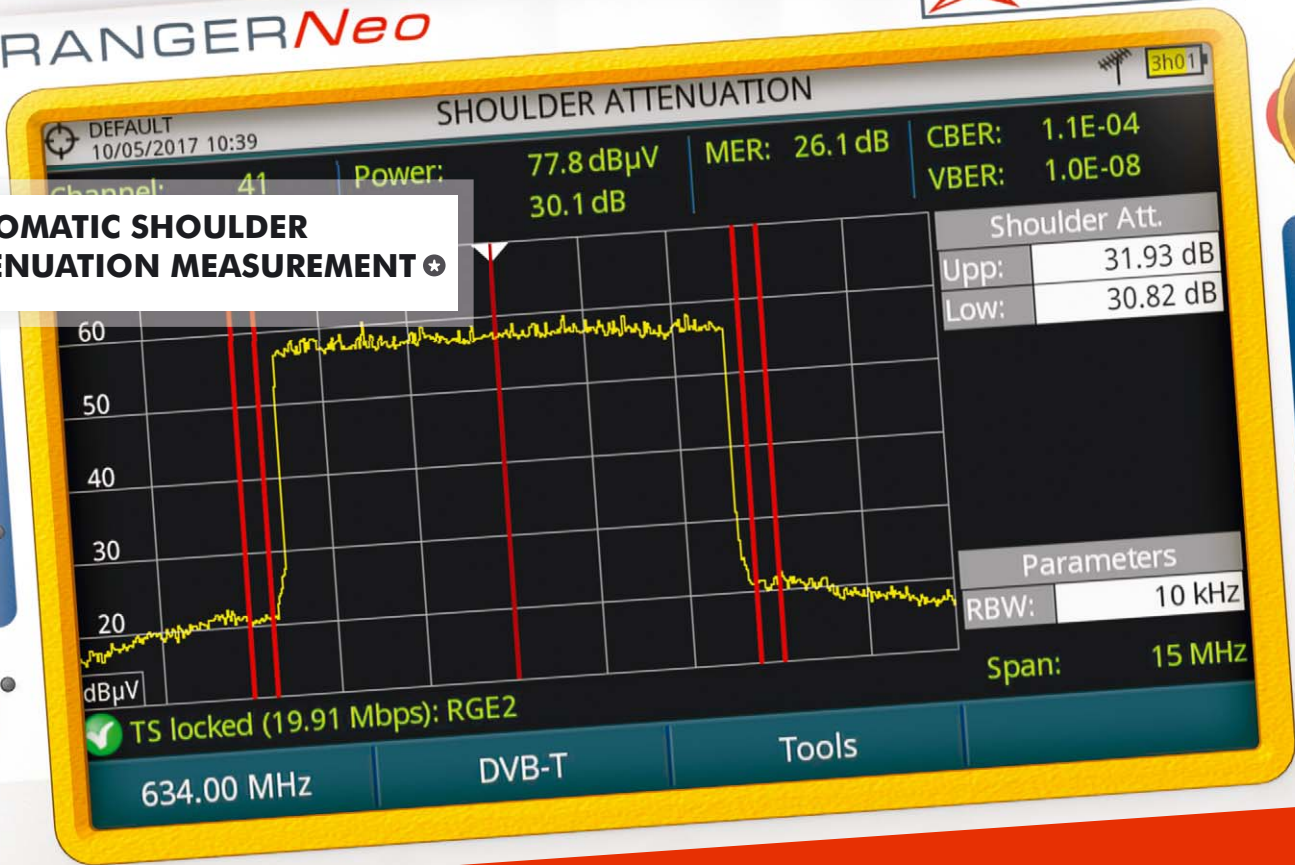 RANGERNeo
DEFAULT
10/05/2017 10:39
SHOULDER ATTENUATION
3h01
Channel: 41
Power: 77.8 dBµV
30.1 dB
MER: 26.1 dB
CBER: 1.1E-04
VBER: 1.0E-08
OMATIC SHOULDER
ENUATION MEASUREMENT
Shoulder Att.
Upp: 31.93 dB
Low: 30.82 dB
60
50
40
30
20
dBµV
Parameters
RBW: 10 kHz
Span: 15 MHz
TS locked (19.91 Mbps): RGE2
634.00 MHz
DVB-T
Tools